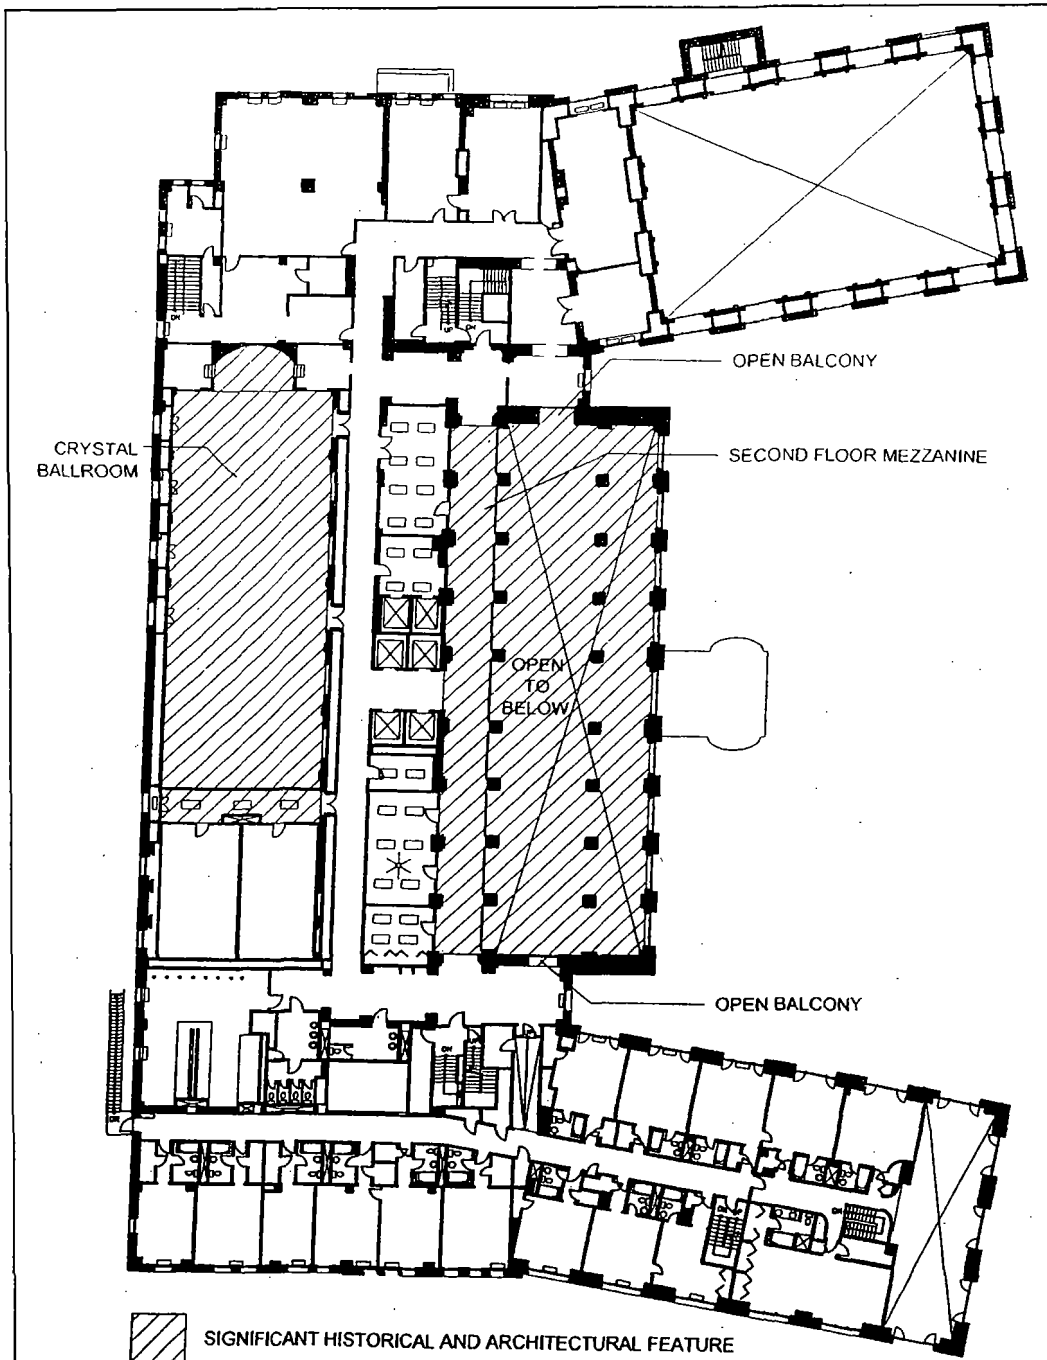 OPEN BALCONY
CRYSTAL
BALLROOM
SECOND FLOOR MEZZANINE
OPEN
TO
BELOW
OPEN BALCONY
SIGNIFICANT HISTORICAL AND ARCHITECTURAL FEATURE